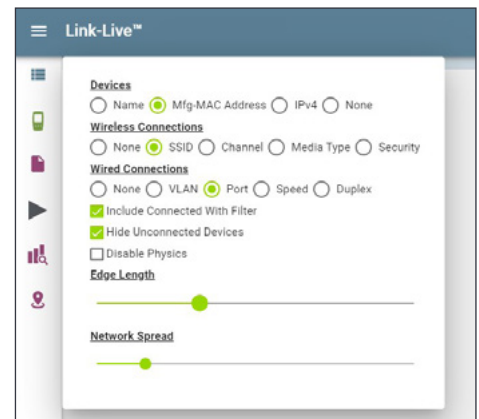 Link-Live™
Devices
Name Mfg-MAC Address IPv4 None
Wireless Connections
None SSID Channel Media Type Security
Wired Connections
None VLAN Port Speed Duplex
Include Connected With Filter
Hide Unconnected Devices
Disable Physics
Edge Length
Network Spread